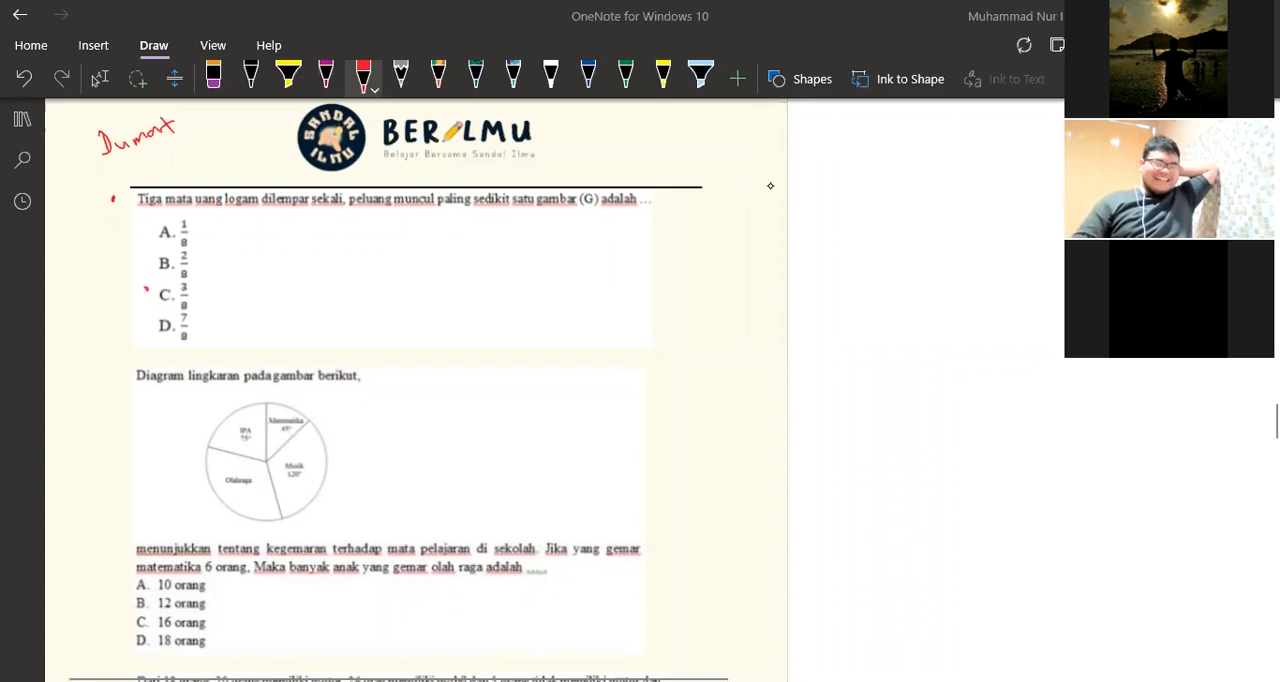 OneNote for Windows 10
Muhammad Nur I
Home Insert Draw View Help
Shapes Ink to Shape Ink to Text
Dumat
SANDAL ILMU
BERILMU
Belajar Bersama Sandal Ilmu
Tiga mata uang logam dilempar sekali, peluang muncul paling sedikit satu gambar (G) adalah …
A. 1/8
B. 2/8
C. 3/8
D. 7/8
Diagram lingkaran pada gambar berikut,
Matematika
45°
IPA
75°
Musik
120°
Olahraga
menunjukkan tentang kegemaran terhadap mata pelajaran di sekolah. Jika yang gemar
matematika 6 orang, Maka banyak anak yang gemar olah raga adalah
A. 10 orang
B. 12 orang
C. 16 orang
D. 18 orang